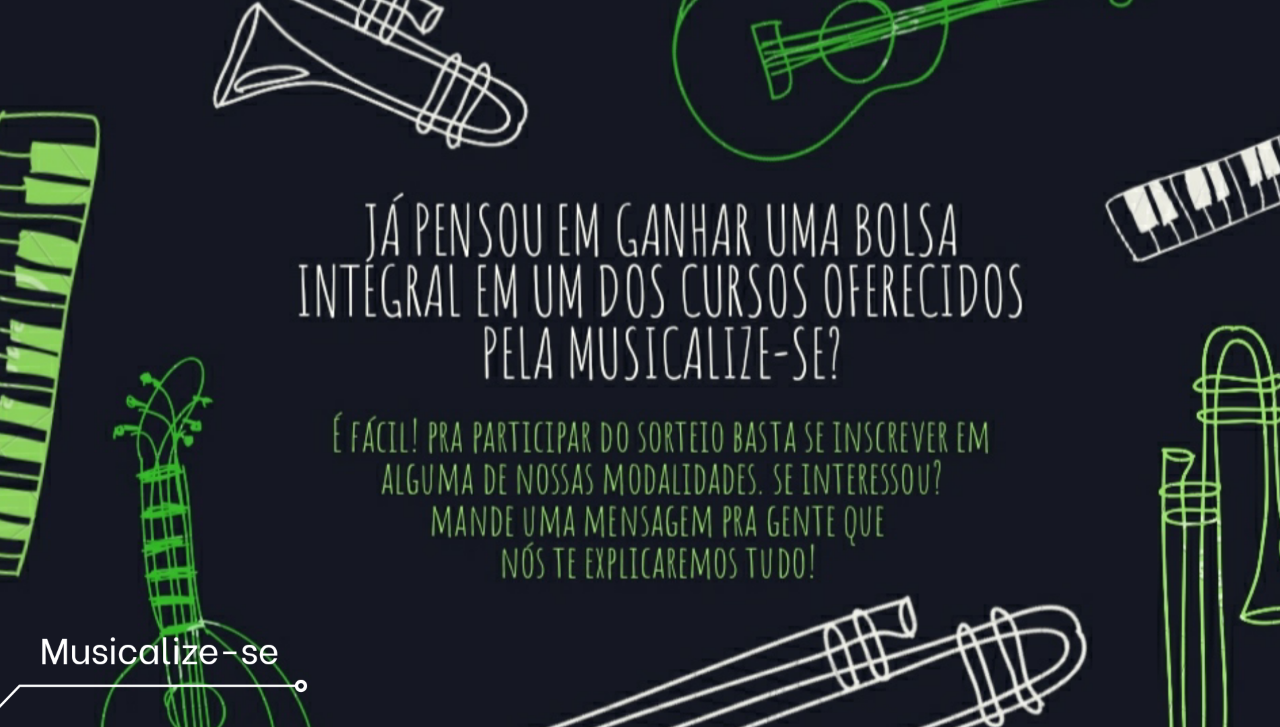 JÁ PENSOU EM GANHAR UMA BOLSA
INTEGRAL EM UM DOS CURSOS OFERECIDOS
PELA MUSICALIZE-SE?
É FÁCIL! PRA PARTICIPAR DO SORTEIO BASTA SE INSCREVER EM
ALGUMA DE NOSSAS MODALIDADES. SE INTERESSOU?
MANDE UMA MENSAGEM PRA GENTE QUE
NÓS TE EXPLICAREMOS TUDO!
Musicalize-se